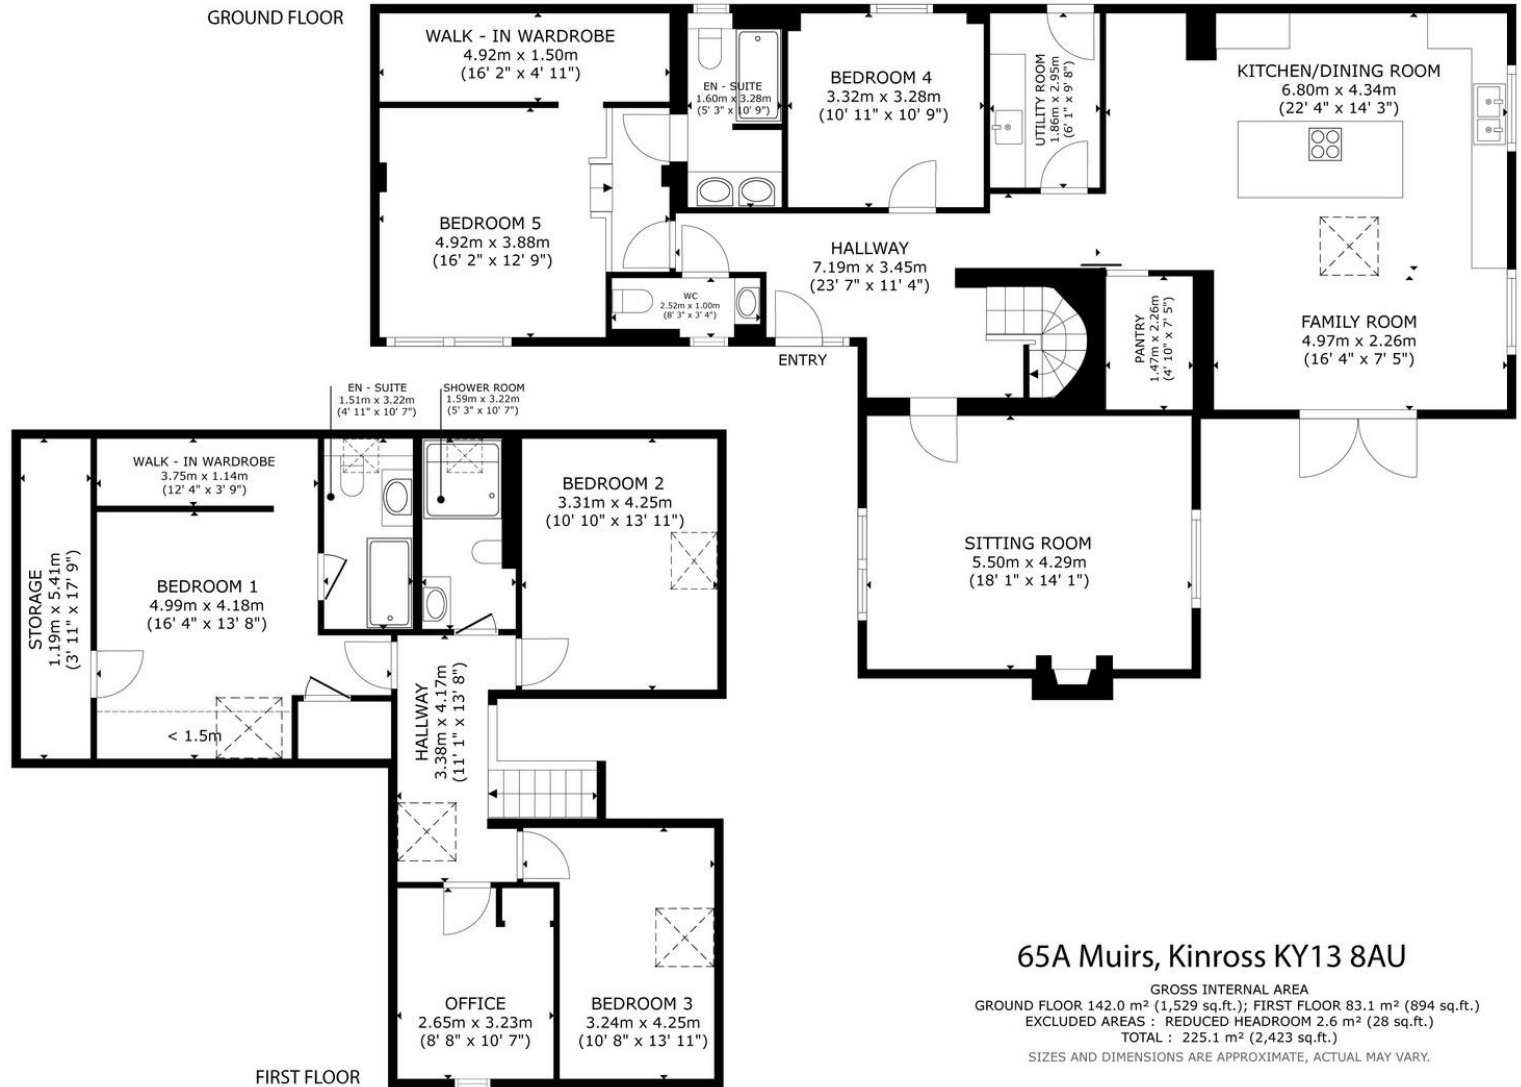 GROUND FLOOR
WALK - IN WARDROBE
4.92m x 1.50m
(16' 2" x 4' 11")
EN - SUITE
1.60m x 3.28m
(5' 3" x 10' 9")
BEDROOM 4
3.32m x 3.28m
(10' 11" x 10' 9")
UTILITY ROOM
1.86m x 2.95m
(6' 1" x 9' 8")
KITCHEN/DINING ROOM
6.80m x 4.34m
(22' 4" x 14' 3")
BEDROOM 5
4.92m x 3.88m
(16' 2" x 12' 9")
HALLWAY
7.19m x 3.45m
(23' 7" x 11' 4")
WC
2.52m x 1.00m
(8' 3" x 3' 4")
ENTRY
PANTRY
1.47m x 2.26m
(4' 10" x 7' 5")
FAMILY ROOM
4.97m x 2.26m
(16' 4" x 7' 5")
SITTING ROOM
5.50m x 4.29m
(18' 1" x 14' 1")
EN - SUITE
1.51m x 3.22m
(4' 11" x 10' 7")
SHOWER ROOM
1.59m x 3.22m
(5' 3" x 10' 7")
WALK - IN WARDROBE
3.75m x 1.14m
(12' 4" x 3' 9")
BEDROOM 2
3.31m x 4.25m
(10' 10" x 13' 11")
STORAGE
1.19m x 5.41m
(3' 11" x 17' 9")
BEDROOM 1
4.99m x 4.18m
(16' 4" x 13' 8")
< 1.5m
HALLWAY
3.38m x 4.17m
(11' 1" x 13' 8")
OFFICE
2.65m x 3.23m
(8' 8" x 10' 7")
BEDROOM 3
3.24m x 4.25m
(10' 8" x 13' 11")
FIRST FLOOR
65A Muirs, Kinross KY13 8AU
GROSS INTERNAL AREA
GROUND FLOOR 142.0 m² (1,529 sq.ft.); FIRST FLOOR 83.1 m² (894 sq.ft.)
EXCLUDED AREAS : REDUCED HEADROOM 2.6 m² (28 sq.ft.)
TOTAL : 225.1 m² (2,423 sq.ft.)
SIZES AND DIMENSIONS ARE APPROXIMATE, ACTUAL MAY VARY.